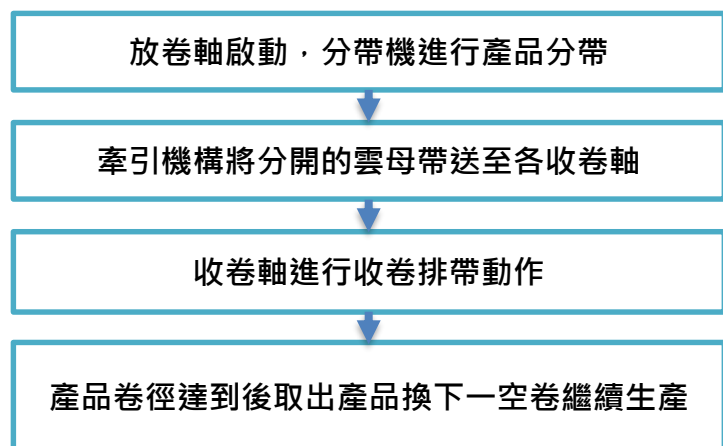 放卷軸啟動，分帶機進行產品分帶
牽引機構將分開的雲母帶送至各收卷軸
收卷軸進行收卷排帶動作
產品卷徑達到後取出產品換下一空卷繼續生產